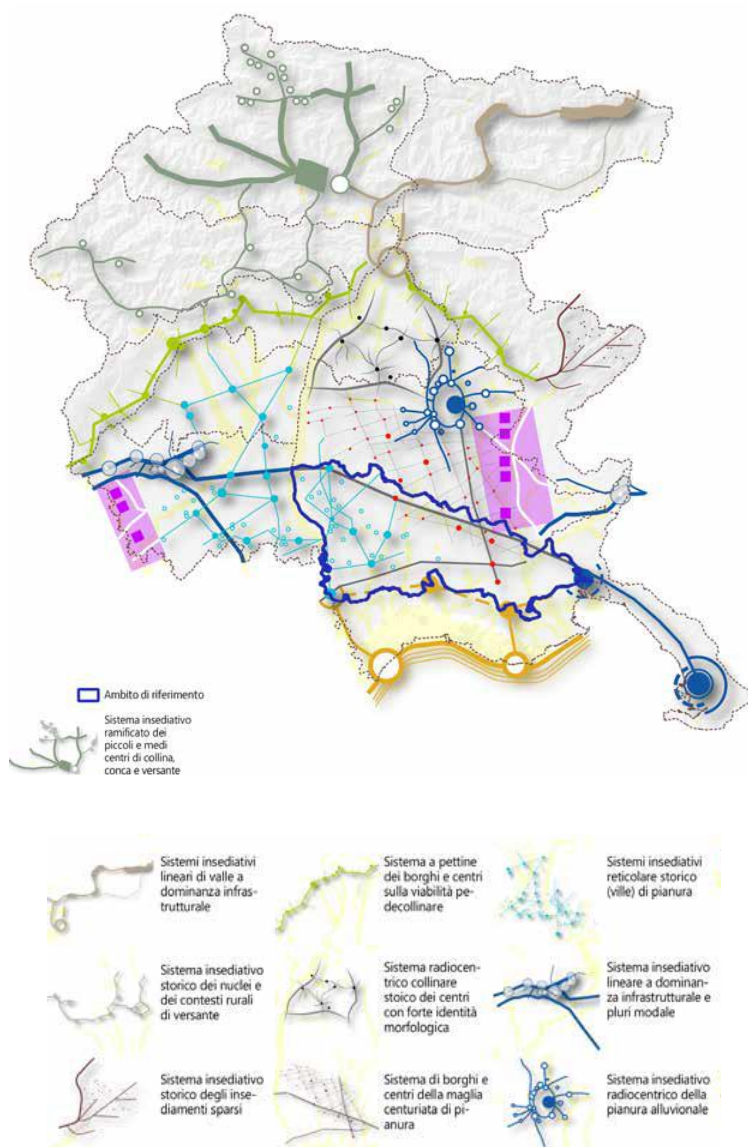 Ambito di riferimento
Sistema insediativo
ramificato dei
piccoli e medi
centri di collina,
conca e versante
Sistemi insediativi
lineari di valle a
dominanza infras-
trutturale
Sistema a pettine
dei borghi e centri
sulla viabilità pe-
decollinare
Sistemi insediativi
reticolare storico
(ville) di pianura
Sistema insediativo
storico dei nuclei e
dei contesti rurali
di versante
Sistema radiocen-
trico collinare
stoico dei centri
con forte identità
morfologica
Sistema insediativo
lineare a dominan-
za infrastrutturale e
pluri modale
Sistema insediativo
storico degli inse-
diamenti sparsi
Sistema di borghi e
centri della maglia
centuriata di pi-
anura
Sistema insediativo
radiocentrico della
pianura alluvionale